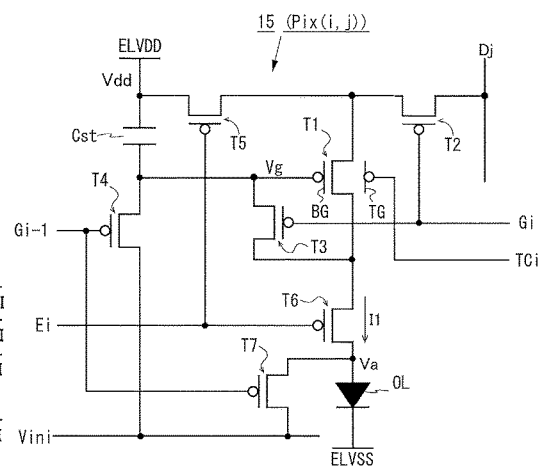 15 (Pix(i,j))
ELVDD
Dj
Vdd
T1
T5
T2
Cst
Vg
T4
BG
TG
Gi-1
Gi
T3
TCi
T6
I1
Ei
T7
Va
OL
Vini
ELVSS